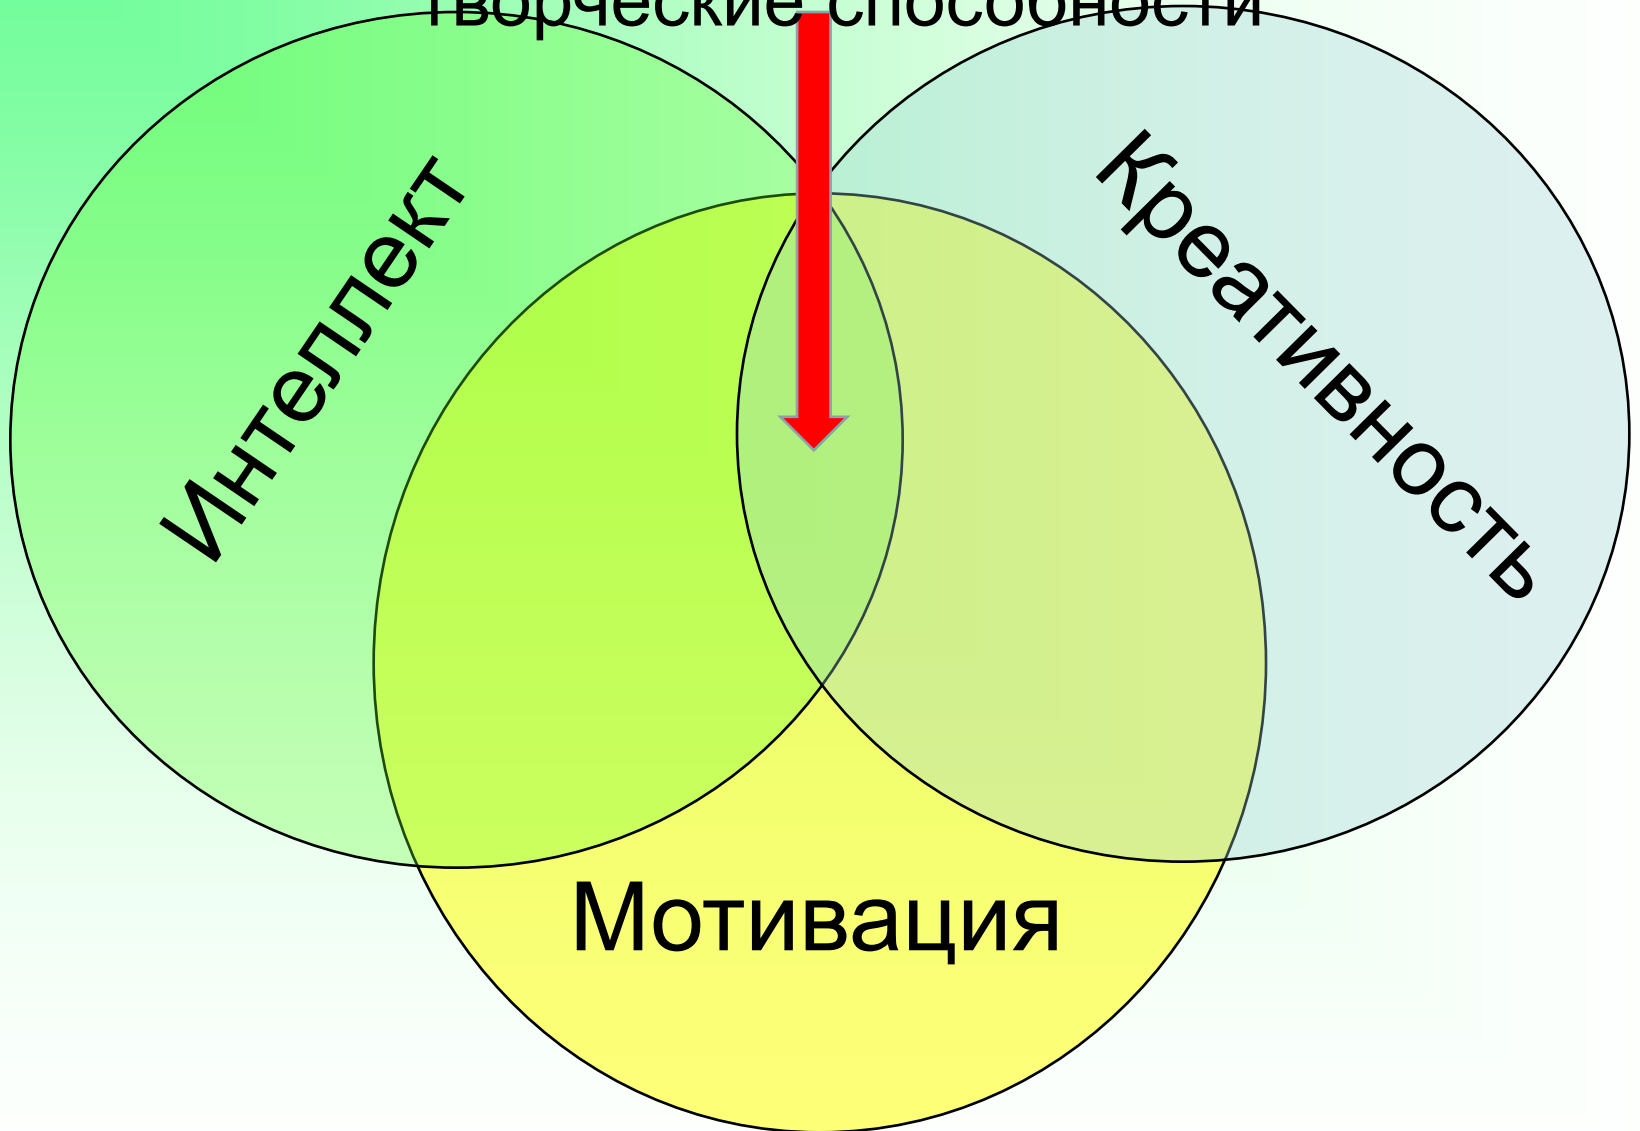 творческие способности
Интеллект
Креативность
Мотивация